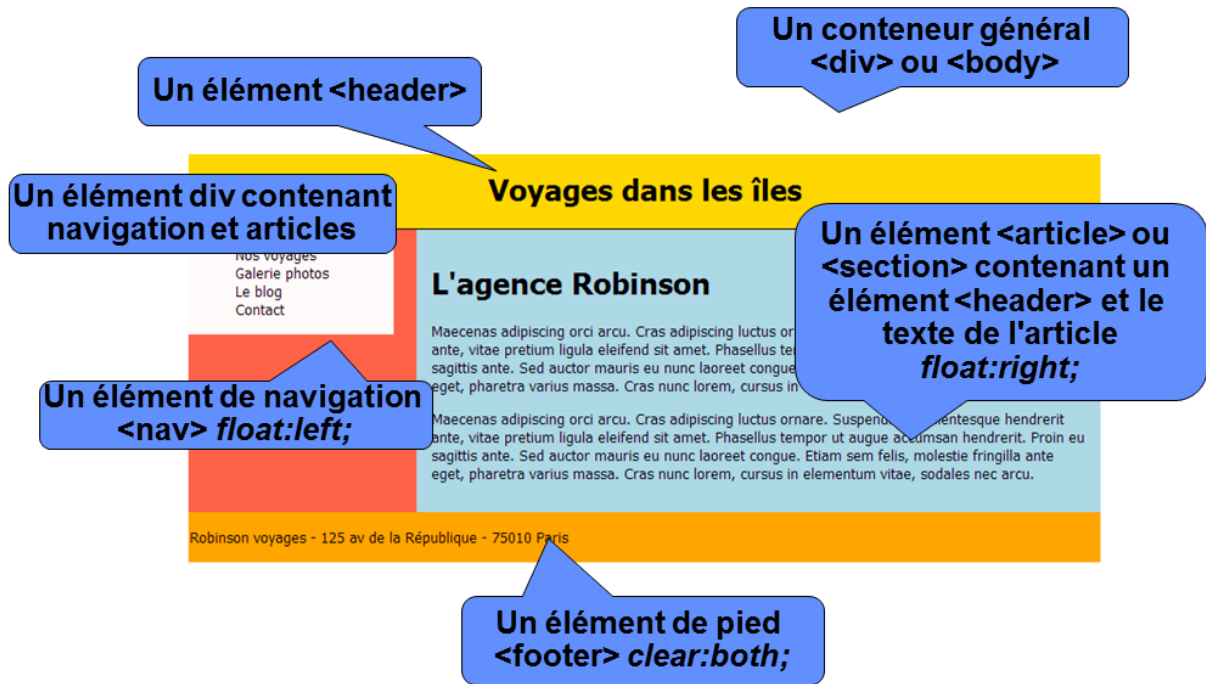 Un conteneur général
<div> ou <body>
Un élément <header>
Voyages dans les îles
Un élément div contenant
navigation et articles
Un élément <article> ou
<section> contenant un
élément <header> et le
texte de l'article
float:right;
Nos voyages
Galerie photos
Le blog
Contact
L'agence Robinson
Maecenas adipiscing orci arcu. Cras adipiscing luctus
ante, vitae pretium ligula eleifend sit amet. Phasellus
sagittis ante. Sed auctor mauris eu nunc laoreet congue
eget, pharetra varius massa. Cras nunc lorem, cursus in
Un élément de navigation
<nav> float:left;
Maecenas adipiscing orci arcu. Cras adipiscing luctus ornare. hendrerit
ante, vitae pretium ligula eleifend sit amet. Phasellus tempor ut augue accumsan hendrerit. Proin eu
sagittis ante. Sed auctor mauris eu nunc laoreet congue. Etiam sem felis, molestie fringilla ante
eget, pharetra varius massa. Cras nunc lorem, cursus in elementum vitae, sodales nec arcu.
Robinson voyages - 125 av de la République - 75010 Paris
Un élément de pied
<footer> clear:both;